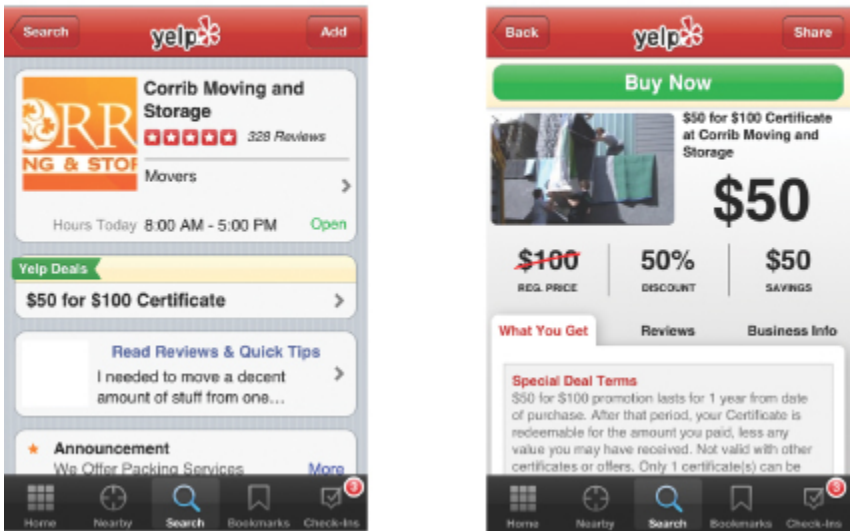 Search
yelp
Add
ORR
NG & STOR
Corrib Moving and
Storage
328 Reviews
Movers
Hours Today 8:00 AM - 5:00 PM Open
Yelp Deals
$50 for $100 Certificate
Read Reviews & Quick Tips
I needed to move a decent
amount of stuff from one...
Announcement
We Offer Packing Services More
3
Home Nearby Search Bookmarks Check-Ins
Back
yelp
Share
Buy Now
$50 for $100 Certificate
at Corrib Moving and
Storage
$50
$100 50% $50
REG. PRICE DISCOUNT SAVINGS
What You Get Reviews Business Info
Special Deal Terms
$50 for $100 promotion lasts for 1 year from date
of purchase. After that period, your Certificate is
redeemable for the amount you paid, less any
value you may have received. Not valid with other
certificates or offers. Only 1 certificate(s) can be
3
Home Nearby Search Bookmarks Check-Ins